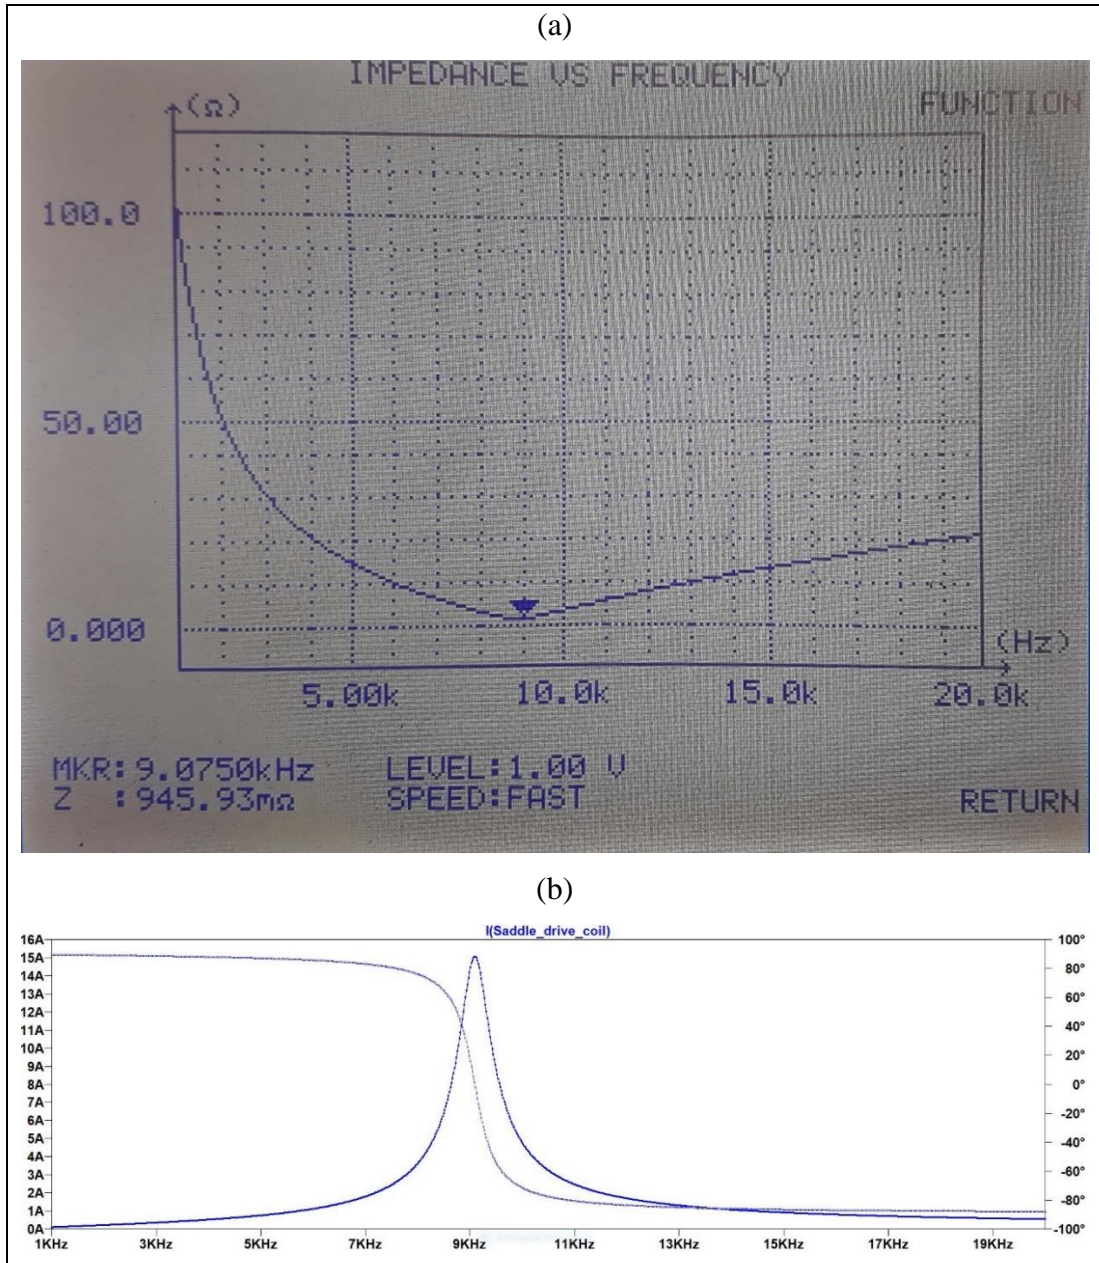 (a)
IMPEDANCE VS FREQUENCY
(Ω)
FUNCTION
100.0
50.00
0.000
(Hz)
5.00k 10.0k 15.0k 20.0k
MKR:9.0750kHz LEVEL:1.00 V
Z :945.93mΩ SPEED:FAST
RETURN
(b)
I(Saddle_drive_coil)
16A 100°
15A 80°
14A
13A 60°
12A
11A 40°
10A 20°
9A
8A 0°
7A
6A -20°
5A -40°
4A
3A -60°
2A
1A -80°
0A -100°
1KHz 3KHz 5KHz 7KHz 9KHz 11KHz 13KHz 15KHz 17KHz 19KHz